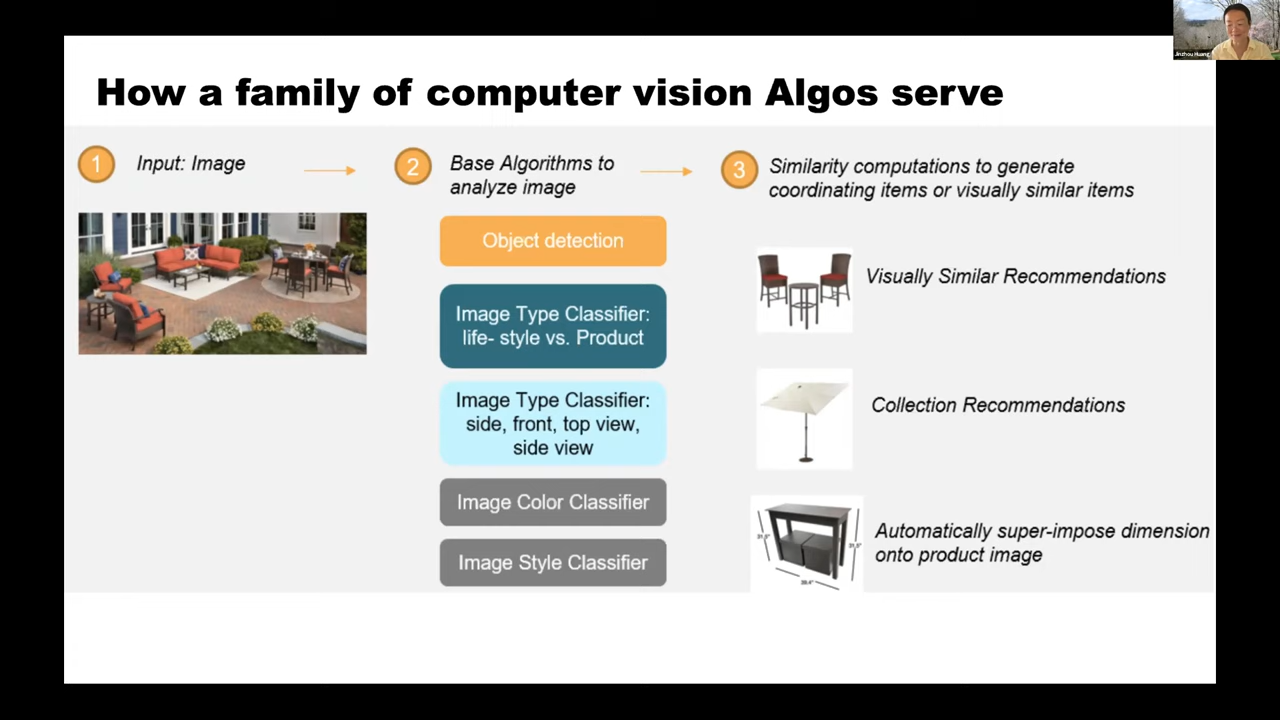 Jinzhou Huang
How a family of computer vision Algos serve
1
Input: Image
2
Base Algorithms to
analyze image
Object detection
Image Type Classifier:
life- style vs. Product
Image Type Classifier:
side, front, top view,
side view
Image Color Classifier
Image Style Classifier
3
Similarity computations to generate
coordinating items or visually similar items
Visually Similar Recommendations
Collection Recommendations
Automatically super-impose dimension
onto product image